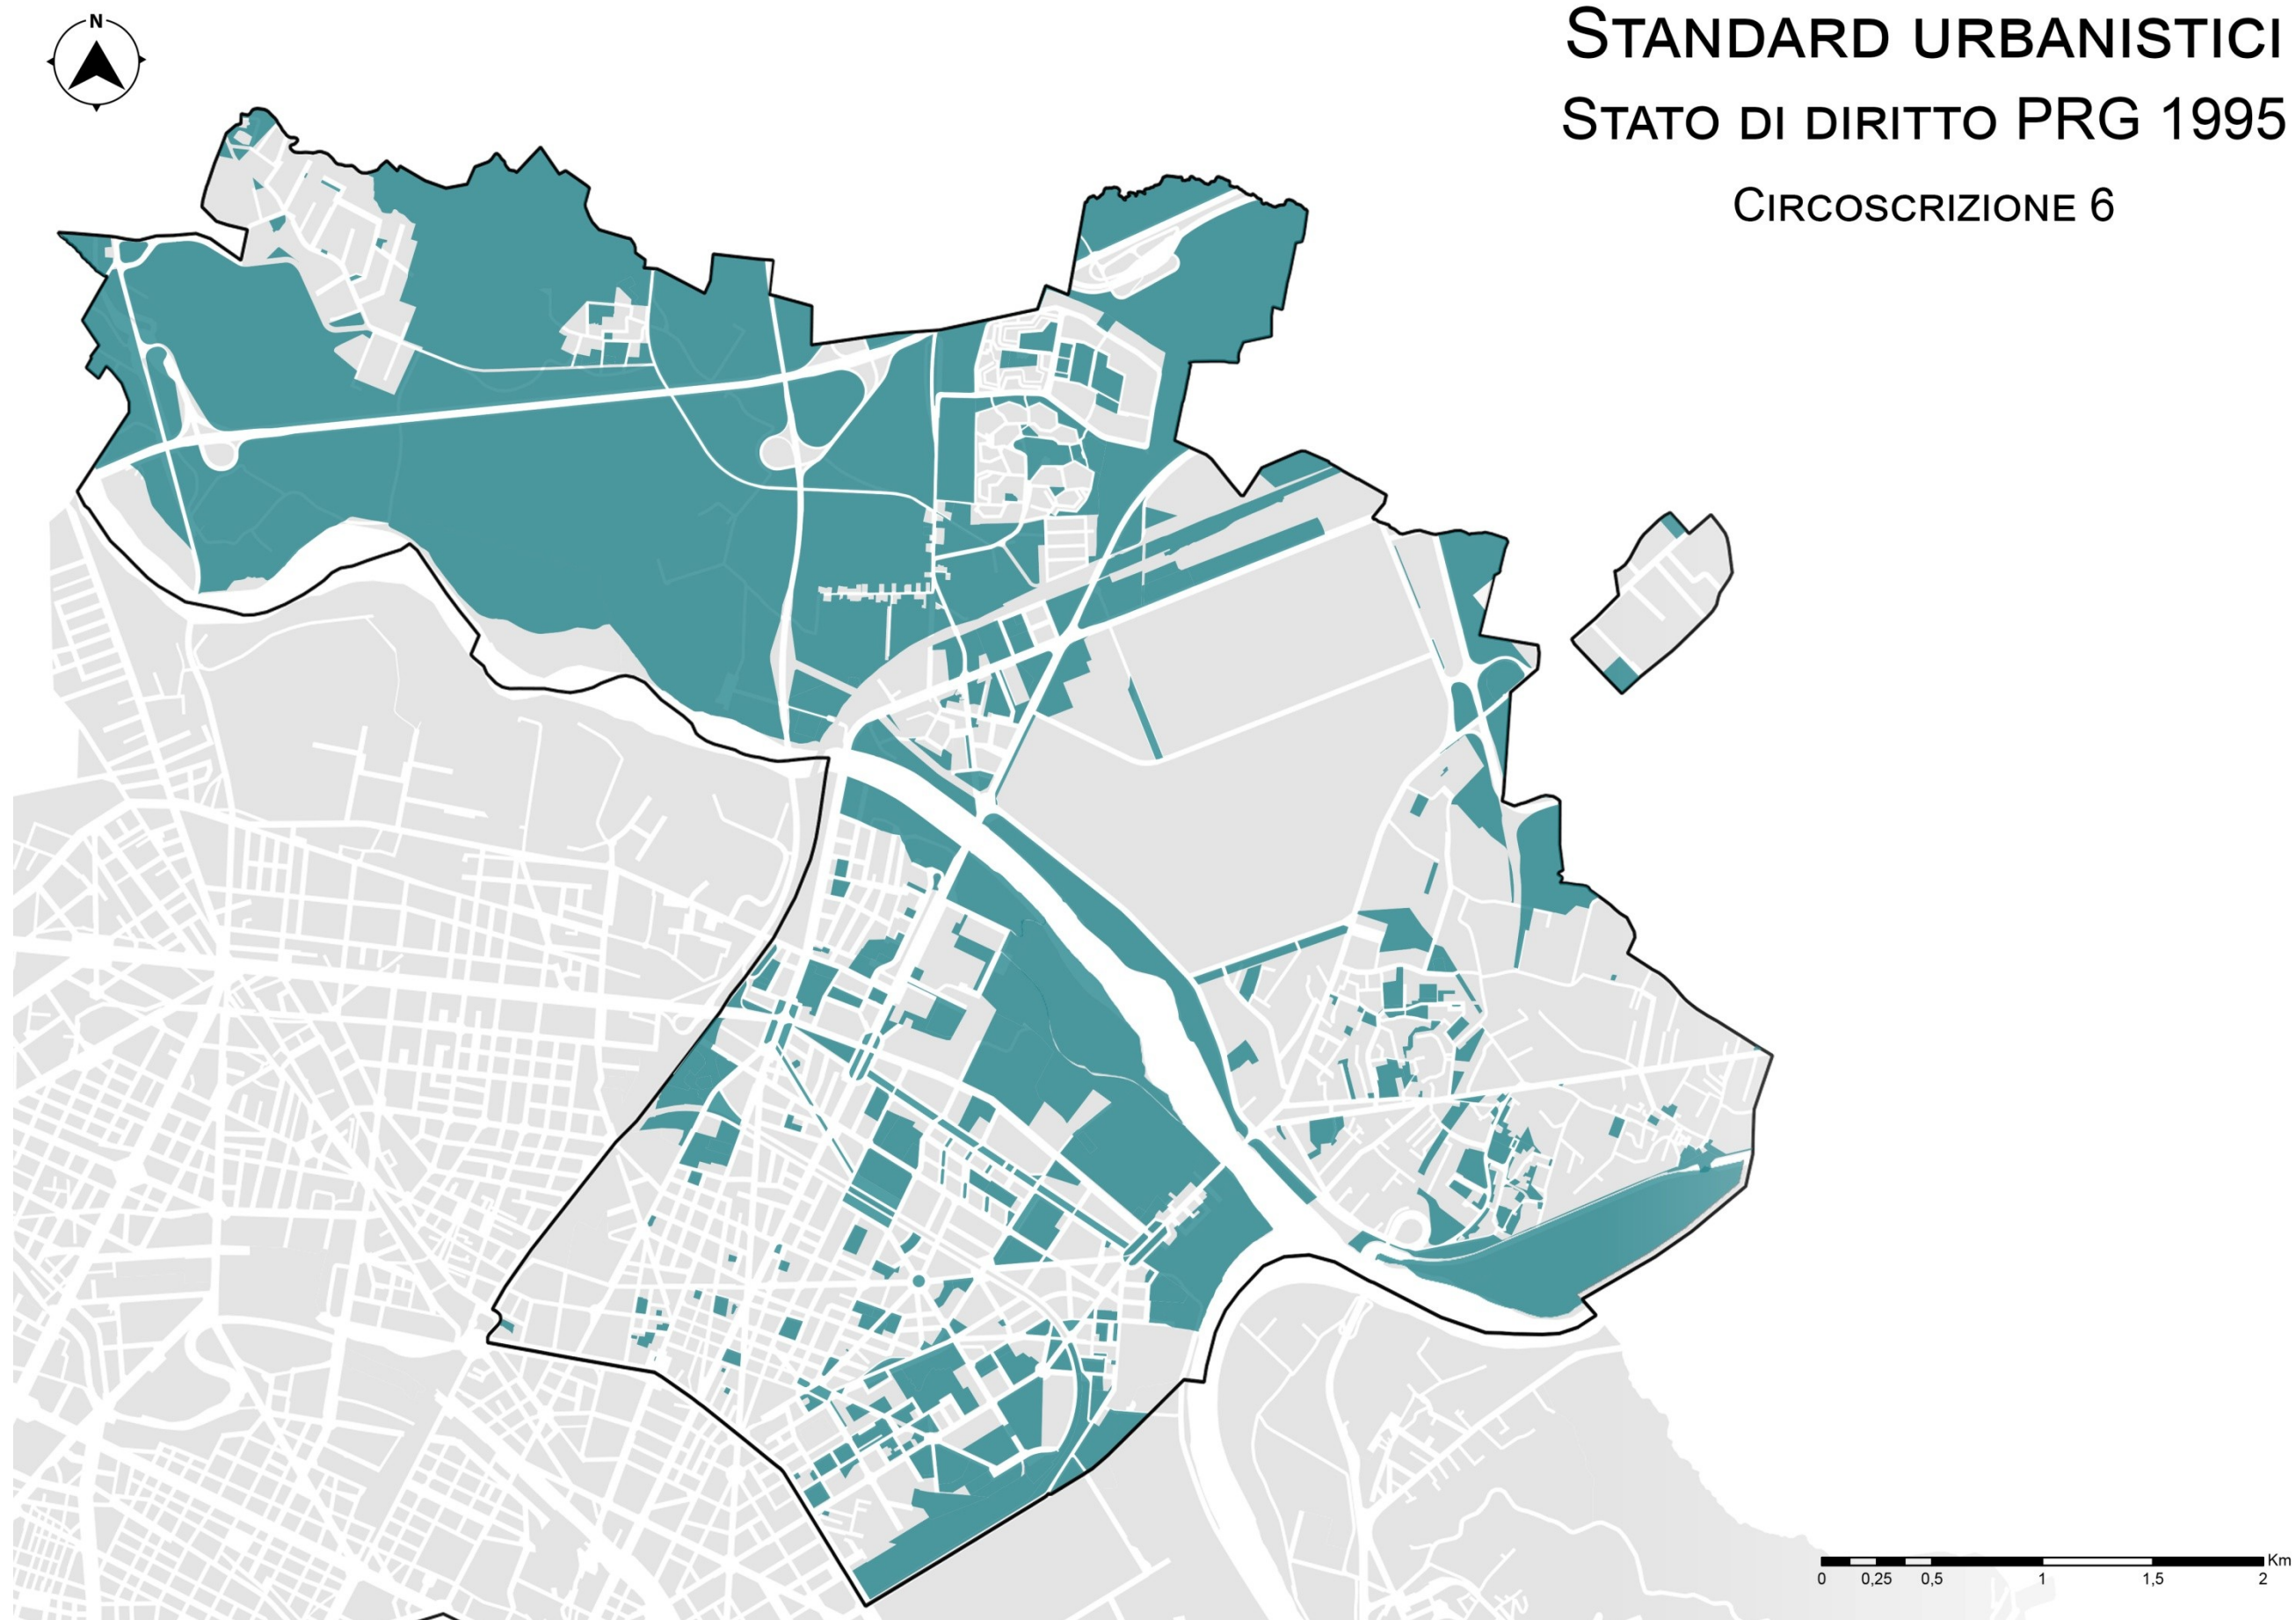 N
STANDARD URBANISTICI
STATO DI DIRITTO PRG 1995
CIRCOSCRIZIONE 6
Km
0 0,25 0,5 1 1,5 2